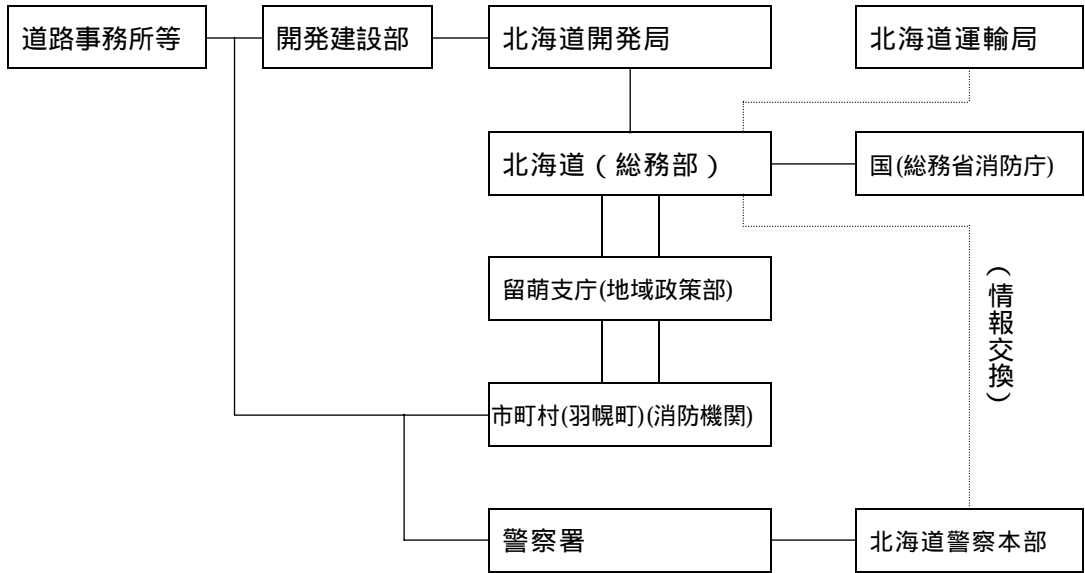 道路事務所等
開発建設部
北海道開発局
北海道運輸局
北海道（総務部）
国(総務省消防庁)
留萌支庁(地域政策部)
（情報交換）
市町村(羽幌町)(消防機関)
警察署
北海道警察本部